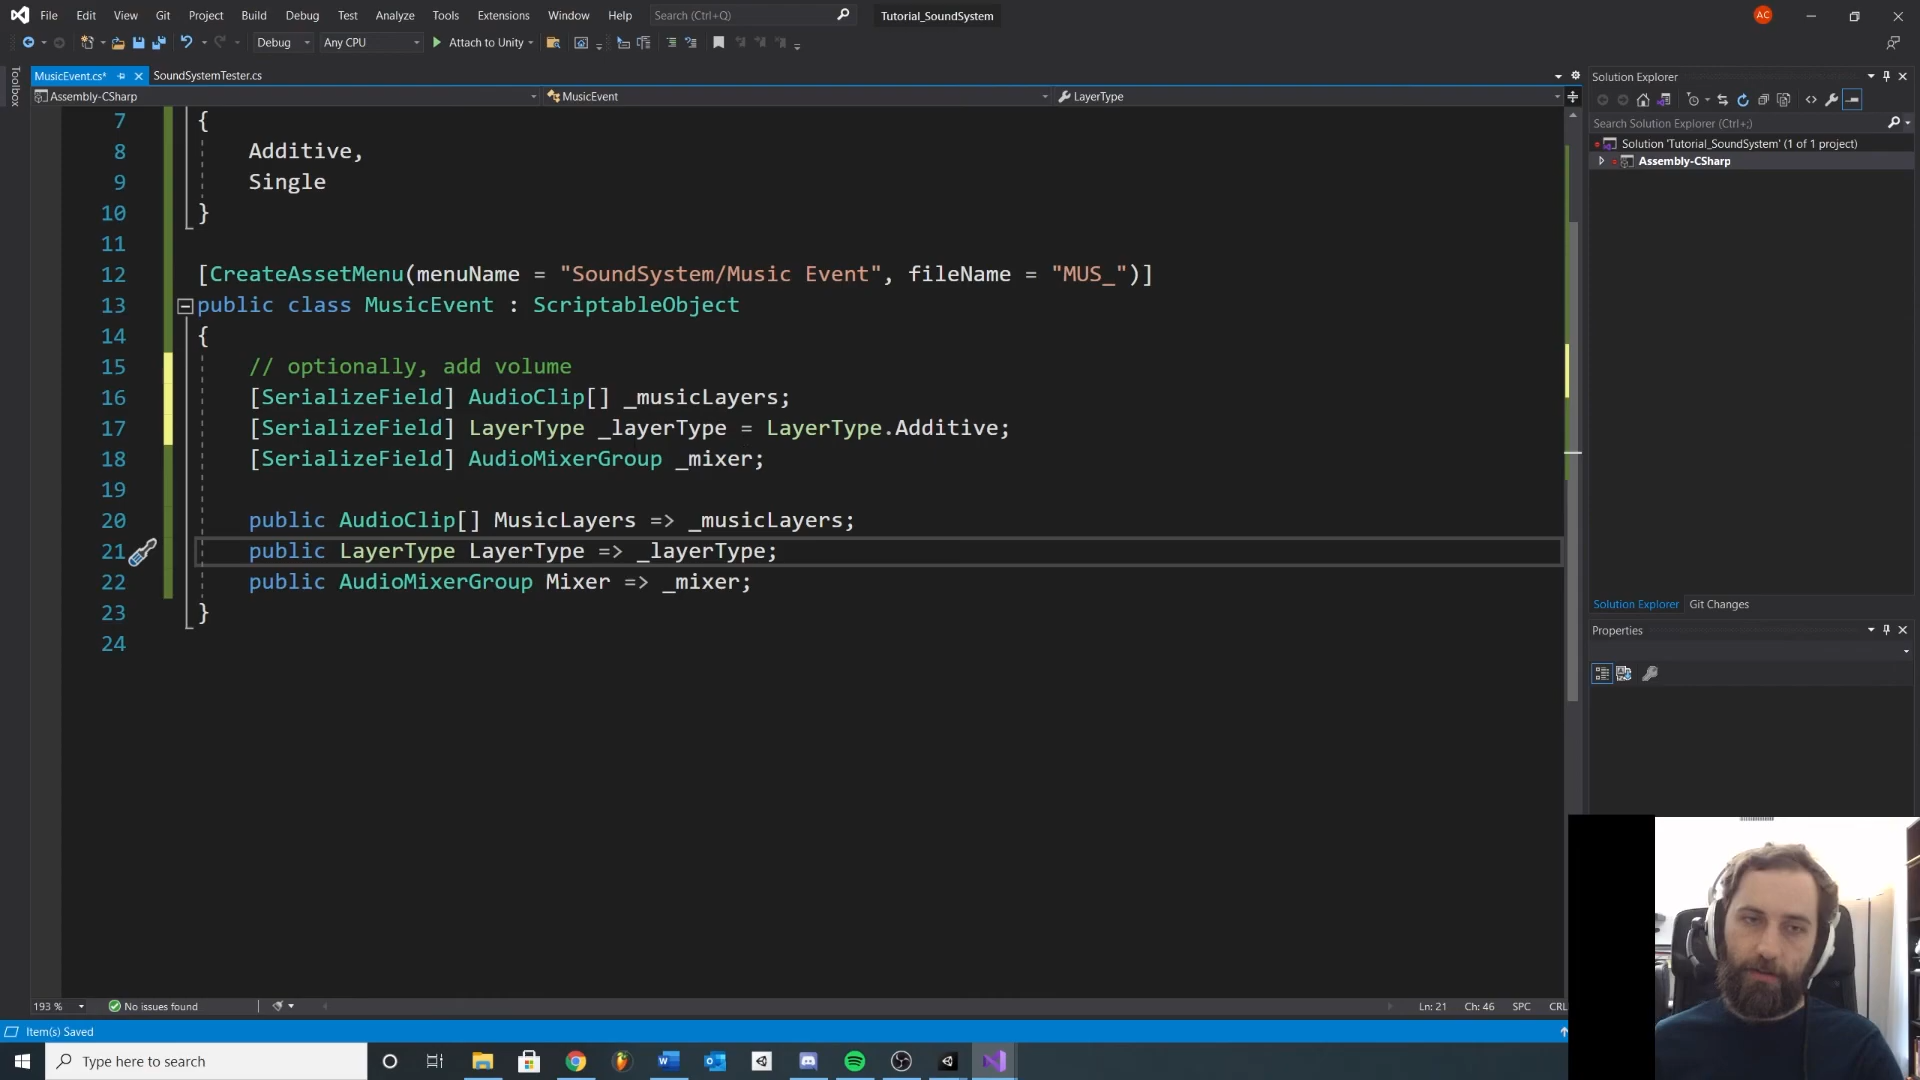 File Edit View Git Project Build Debug Test Analyze Tools Extensions Window Help Search (Ctrl+Q) Tutorial_SoundSystem AC
Debug Any CPU Attach to Unity
MusicEvent.cs* SoundSystemTester.cs
Assembly-CSharp MusicEvent LayerType
Toolbox
7 {
8 Additive,
9 Single
10 }
11
12 [CreateAssetMenu(menuName = "SoundSystem/Music Event", fileName = "MUS_")]
13 public class MusicEvent : ScriptableObject
14 {
15 // optionally, add volume
16 [SerializeField] AudioClip[] _musicLayers;
17 [SerializeField] LayerType _layerType = LayerType.Additive;
18 [SerializeField] AudioMixerGroup _mixer;
19
20 public AudioClip[] MusicLayers => _musicLayers;
21 public LayerType LayerType => _layerType;
22 public AudioMixerGroup Mixer => _mixer;
23 }
24
Solution Explorer
Search Solution Explorer (Ctrl+;)
Solution 'Tutorial_SoundSystem' (1 of 1 project)
Assembly-CSharp
Solution Explorer Git Changes
Properties
193 % No issues found Ln: 21 Ch: 46 SPC CRL
Item(s) Saved
Type here to search